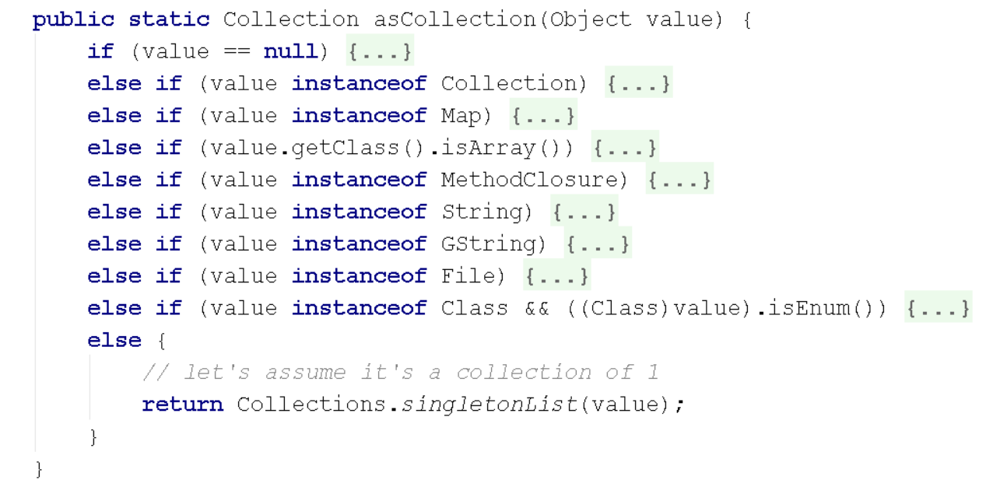 public static Collection asCollection(Object value) {
    if (value == null) {...}
    else if (value instanceof Collection) {...}
    else if (value instanceof Map) {...}
    else if (value.getClass().isArray()) {...}
    else if (value instanceof MethodClosure) {...}
    else if (value instanceof String) {...}
    else if (value instanceof GString) {...}
    else if (value instanceof File) {...}
    else if (value instanceof Class && ((Class)value).isEnum()) {...}
    else {
        // let's assume it's a collection of 1
        return Collections.singletonList(value);
    }
}